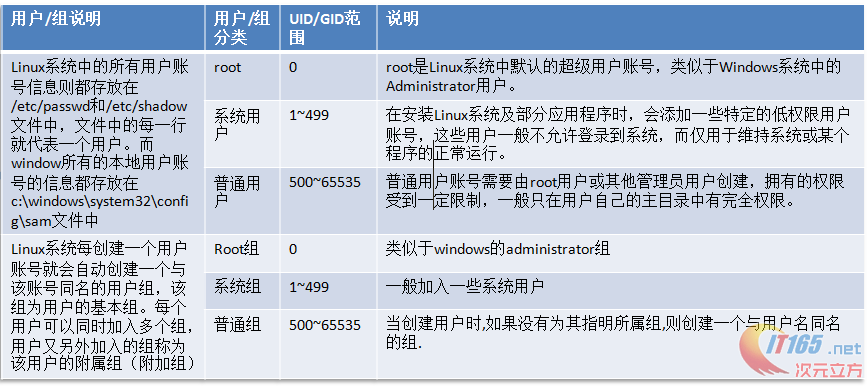 用户/组说明
用户/组
分类
UID/GID范
围
说明
Linux系统中的所有用户账
号信息则都存放在
/etc/passwd和/etc/shadow
文件中，文件中的每一行
就代表一个用户。而
window所有的本地用户账
号的信息都存放在
c:\windows\system32\conf
ig\sam文件中
root
0
root是Linux系统中默认的超级用户账号，类似于Windows系统中的
Administrator用户。
系统用
户
1~499
在安装Linux系统及部分应用程序时，会添加一些特定的低权限用户
账号，这些用户一般不允许登录到系统，而仅用于维持系统或某个
程序的正常运行。
普通用
户
500~65535
普通用户账号需要由root用户或其他管理员用户创建，拥有的权限
受到一定限制，一般只在用户自己的主目录中有完全权限。
Linux系统每创建一个用户
账号就会自动创建一个与
该账号同名的用户组，该
组为用户的基本组。每个
用户可以同时加入多个组，
用户又另外加入的组称为
该用户的附属组（附加组）
Root组
0
类似于windows的administrator组
系统组
1~499
一般加入一些系统用户
普通组
500~65535
当创建用户时,如果没有为其指明所属组,则创建一个与用户名同名
的组.
IT165.net
次元立方